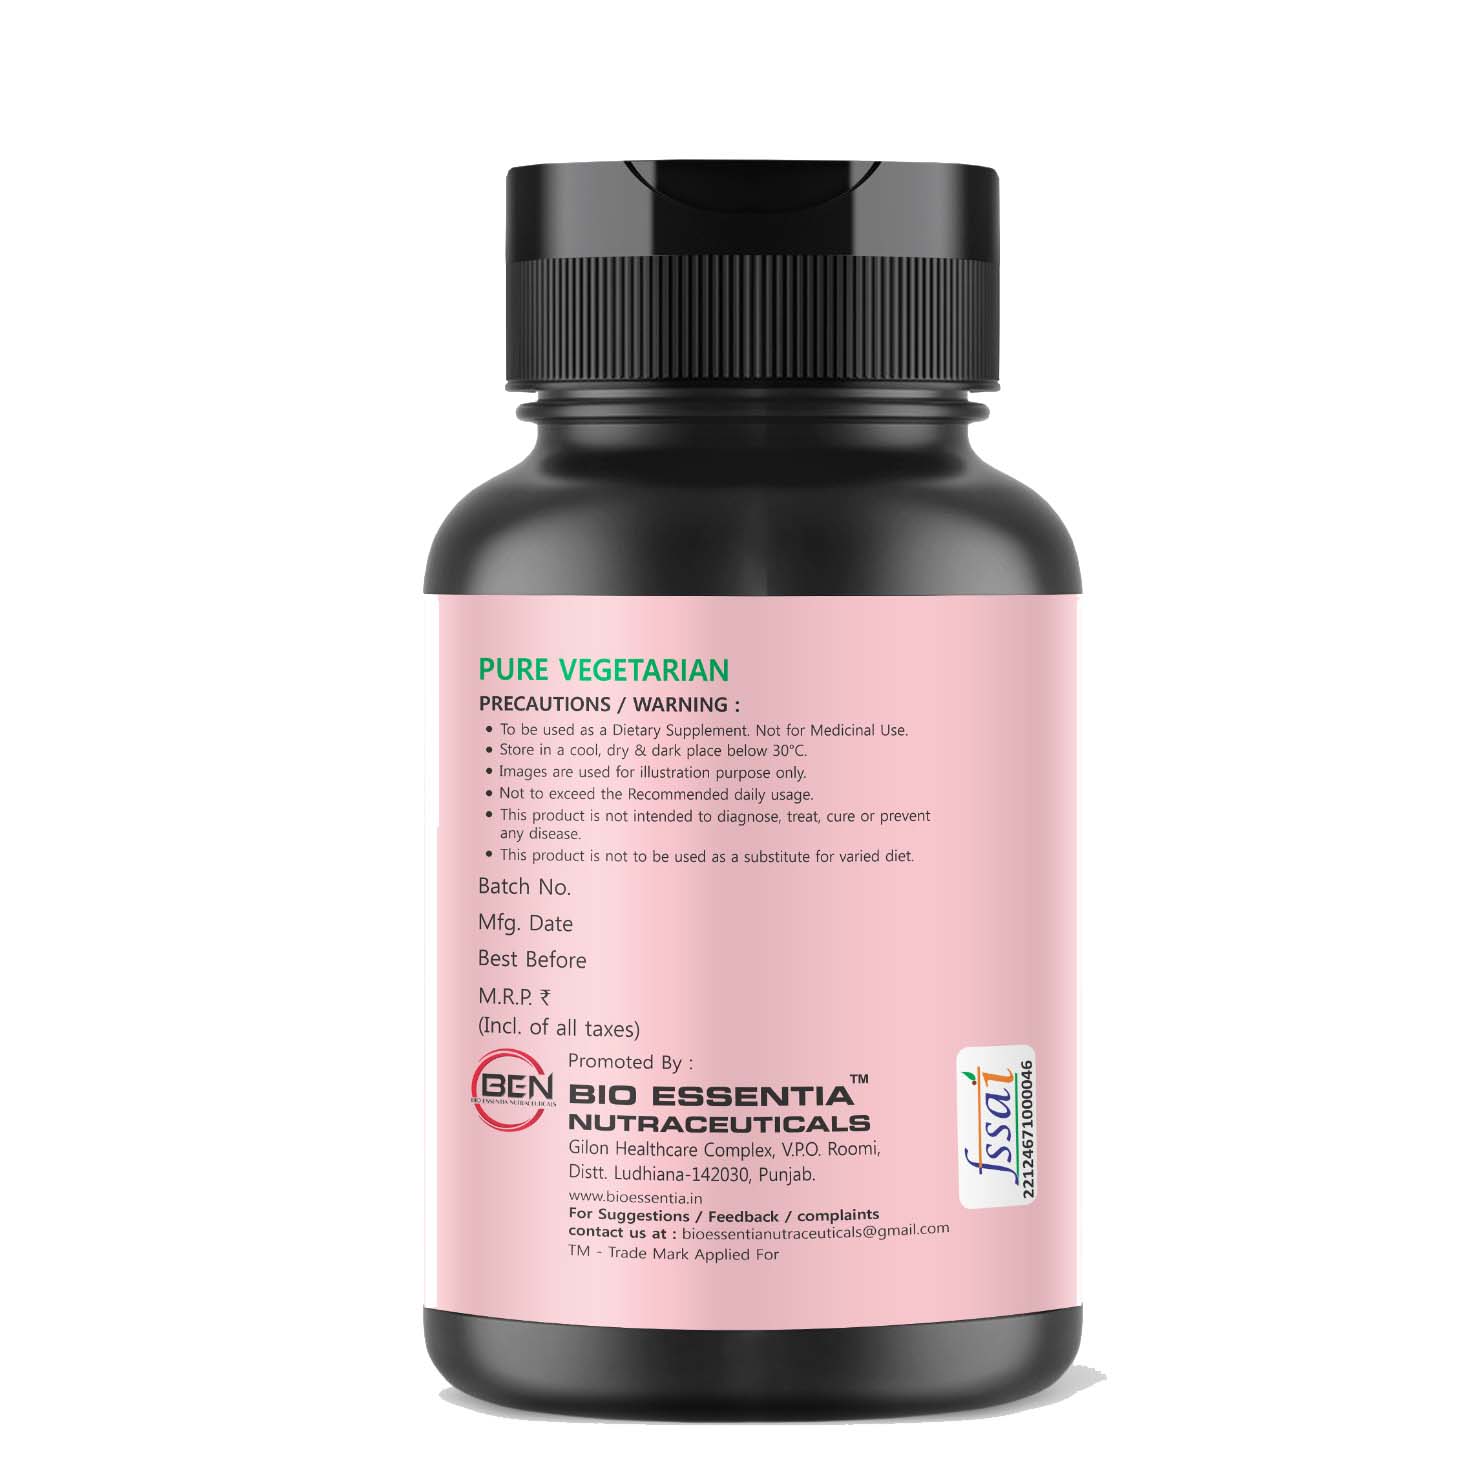 PURE VEGETARIAN
PRECAUTIONS / WARNING :
• To be used as a Dietary Supplement. Not for Medicinal Use.
• Store in a cool, dry & dark place below 30°C.
• Images are used for illustration purpose only.
• Not to exceed the Recommended daily usage.
• This product is not intended to diagnose, treat, cure or prevent
any disease.
• This product is not to be used as a substitute for varied diet.
Batch No.
Mfg. Date
Best Before
M.R.P. ₹
(Incl. of all taxes)
BEN
BIO ESSENTIA NUTRACEUTICALS
Promoted By :
BIO ESSENTIA™
NUTRACEUTICALS
Gilon Healthcare Complex, V.P.O. Roomi,
Distt. Ludhiana-142030, Punjab.
www.bioessentia.in
For Suggestions / Feedback / complaints
contact us at : bioessentianutraceuticals@gmail.com
TM - Trade Mark Applied For
fssai
22124671000046